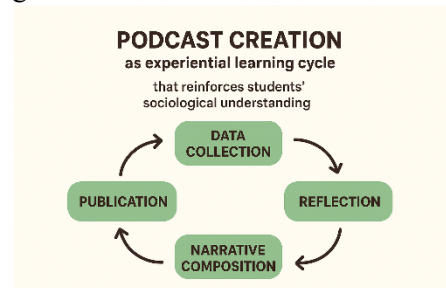 PODCAST CREATION
as experiential learning cycle
that reinforces students'
sociological understanding
DATA
COLLECTION
PUBLICATION
REFLECTION
NARRATIVE
COMPOSITION